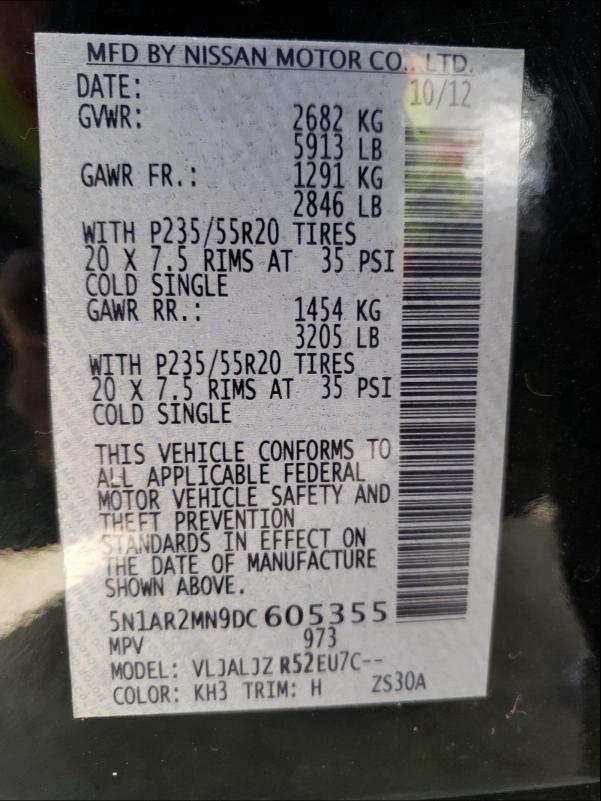 MFD BY NISSAN MOTOR CO., LTD.
DATE: 10/12
GVWR: 2682 KG
5913 LB
GAWR FR.: 1291 KG
2846 LB
WITH P235/55R20 TIRES
20 X 7.5 RIMS AT 35 PSI
COLD SINGLE
GAWR RR.: 1454 KG
3205 LB
WITH P235/55R20 TIRES
20 X 7.5 RIMS AT 35 PSI
COLD SINGLE
THIS VEHICLE CONFORMS TO
ALL APPLICABLE FEDERAL
MOTOR VEHICLE SAFETY AND
THEFT PREVENTION
STANDARDS IN EFFECT ON
THE DATE OF MANUFACTURE
SHOWN ABOVE.
5N1AR2MN9DC605355
MPV 973
MODEL: VLJALJZ R52EU7C--
COLOR: KH3 TRIM: H ZS30A